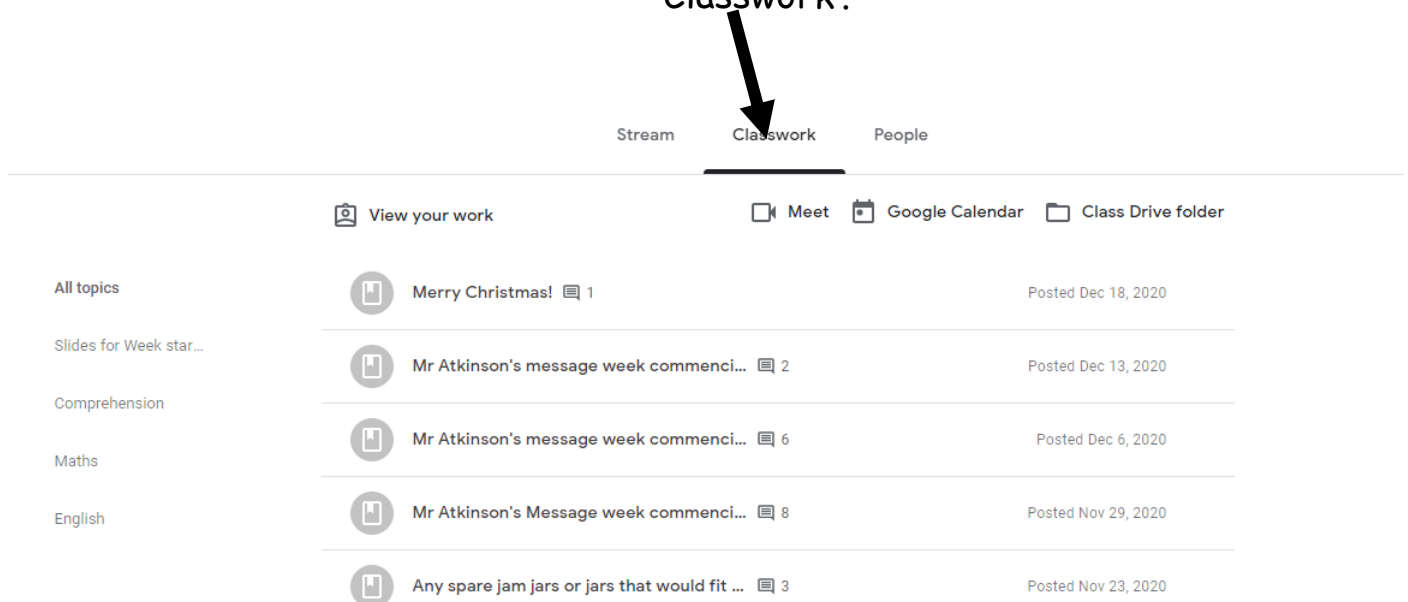 Classwork.
Stream Classwork People
View your work Meet Google Calendar Class Drive folder
All topics
Slides for Week star...
Comprehension
Maths
English
Merry Christmas! 1 Posted Dec 18, 2020
Mr Atkinson's message week commenci... 2 Posted Dec 13, 2020
Mr Atkinson's message week commenci... 6 Posted Dec 6, 2020
Mr Atkinson's Message week commenci... 8 Posted Nov 29, 2020
Any spare jam jars or jars that would fit ... 3 Posted Nov 23, 2020